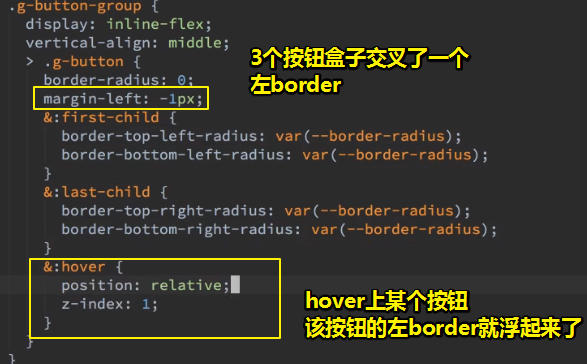 .g-button-group {
display: inline-flex;
vertical-align: middle;
> .g-button {
border-radius: 0;
margin-left: -1px;
&:first-child {
border-top-left-radius: var(--border-radius);
border-bottom-left-radius: var(--border-radius);
}
&:last-child {
border-top-right-radius: var(--border-radius);
border-bottom-right-radius: var(--border-radius);
}
&:hover {
position: relative;
z-index: 1;
}
}
3个按钮盒子交叉了一个
左border
hover上某个按钮
该按钮的左border就浮起来了